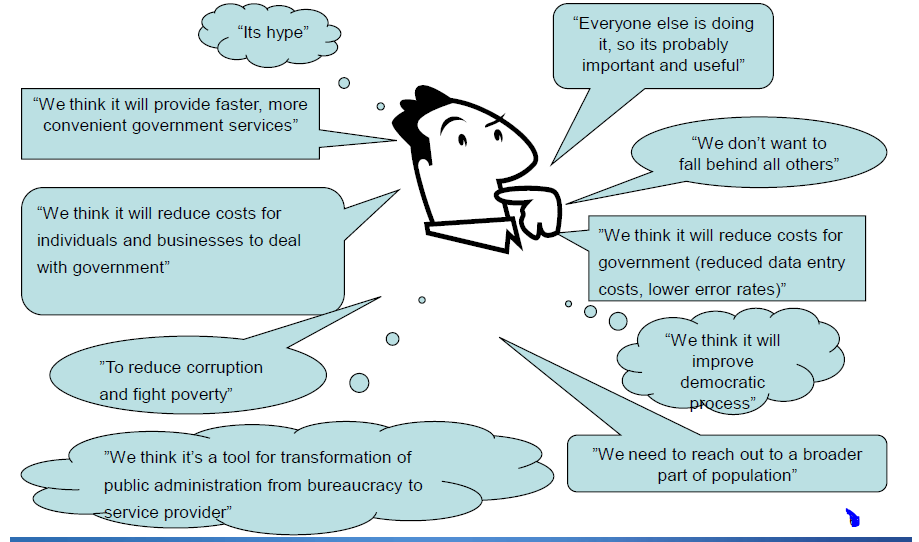 “Its hype”
“Everyone else is doing
it, so its probably
important and useful”
“We think it will provide faster, more
convenient government services”
“We don’t want to
fall behind all others”
“We think it will reduce costs for
individuals and businesses to deal
with government”
”We think it will reduce costs for
government (reduced data entry
costs, lower error rates)”
“We think it will
improve
democratic
process”
”To reduce corruption
and fight poverty”
”We think it’s a tool for transformation of
public administration from bureaucracy to
service provider”
”We need to reach out to a broader
part of population”